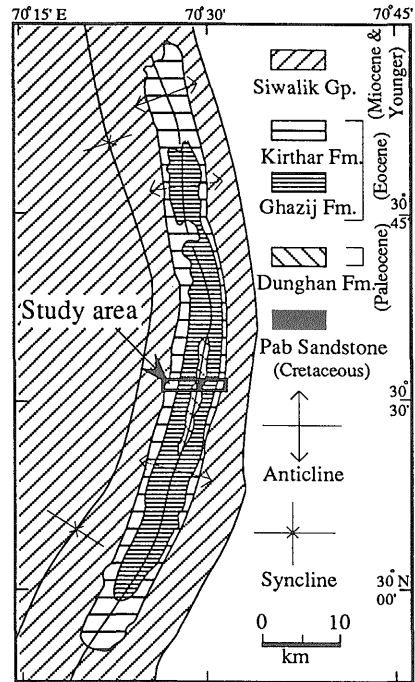 70°15' E
70°30'
70°45'
Siwalik Gp.
(Miocene & Younger)
Kirthar Fm.
Ghazij Fm.
(Eocene)
30°45'
Dunghan Fm.
(Paleocene)
Study area
Pab Sandstone
(Cretaceous)
30°30'
Anticline
Syncline
30°N
00'
0 10
km